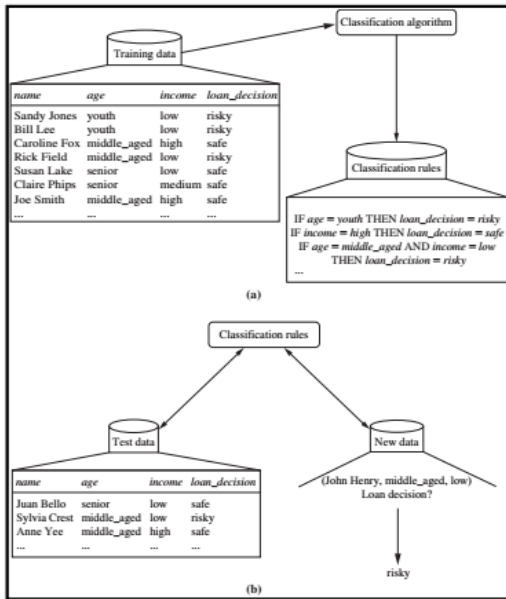 Classification algorithm
Training data
name age income loan_decision
Sandy Jones youth low risky
Bill Lee youth low risky
Caroline Fox middle_aged high safe
Rick Field middle_aged low risky
Susan Lake senior low safe
Claire Phips senior medium safe
Joe Smith middle_aged high safe
... ... ... ...
Classification rules
IF age = youth THEN loan_decision = risky
IF income = high THEN loan_decision = safe
IF age = middle_aged AND income = low
THEN loan_decision = risky
...
(a)
Classification rules
Test data
name age income loan_decision
Juan Bello senior low safe
Sylvia Crest middle_aged low risky
Anne Yee middle_aged high safe
... ... ... ...
New data
(John Henry, middle_aged, low)
Loan decision?
risky
(b)